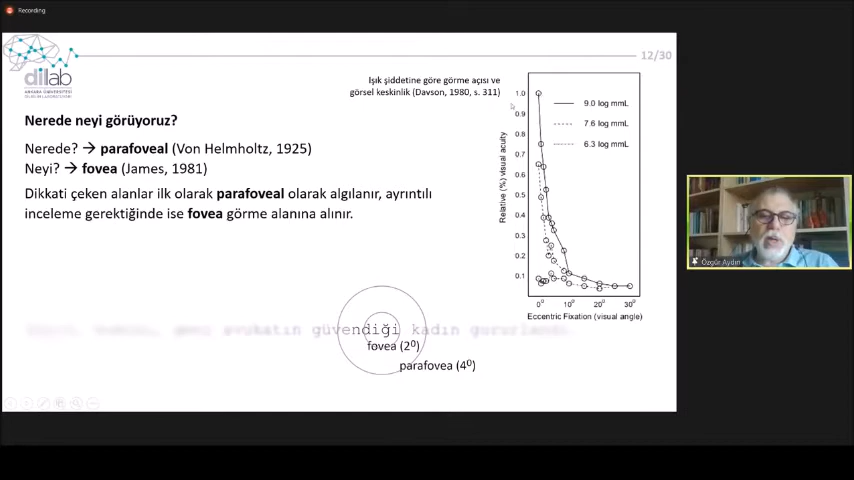 Recording
dilab
ANKARA ÜNİVERSİTESİ
12/30
Işık şiddetine göre görme açısı ve
görsel keskinlik (Davson, 1980, s. 311)
Nerede neyi görüyoruz?
Nerede? → parafoveal (Von Helmholtz, 1925)
Neyi? → fovea (James, 1981)
Dikkati çeken alanlar ilk olarak parafoveal olarak algılanır, ayrıntılı
inceleme gerektiğinde ise fovea görme alanına alınır.
avukatın güvendiği kadın
fovea (2⁰)
parafovea (4⁰)
Relative (%) visual acuity
1.0
0.9
0.8
0.7
0.6
0.5
0.4
0.3
0.2
0.1
9.0 log mmL
7.6 log mmL
6.3 log mmL
0° 10° 20° 30°
Eccentric Fixation (visual angle)
Özgür Aydın